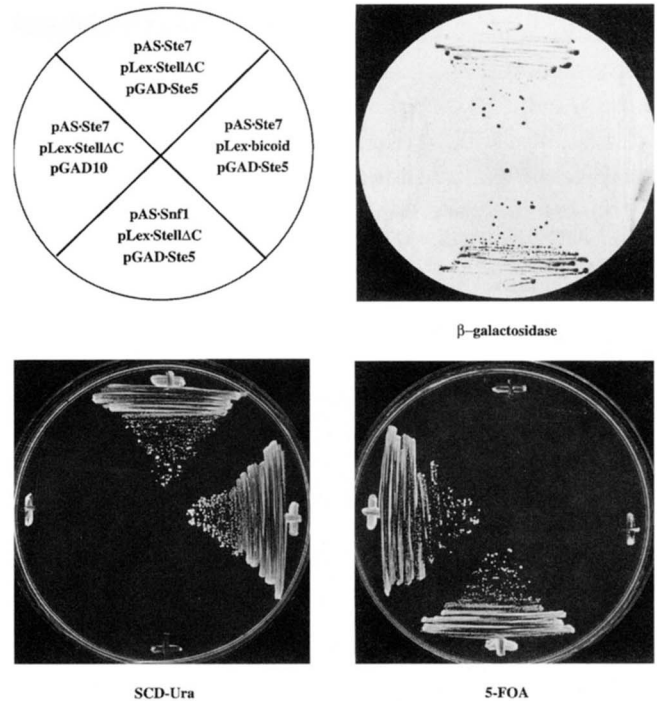 pAS·Ste7
pLex·StellΔC
pGAD·Ste5
pAS·Ste7
pLex·StellΔC
pGAD10
pAS·Ste7
pLex·bicoid
pGAD·Ste5
pAS·Snf1
pLex·StellΔC
pGAD·Ste5
β–galactosidase
SCD-Ura
5-FOA